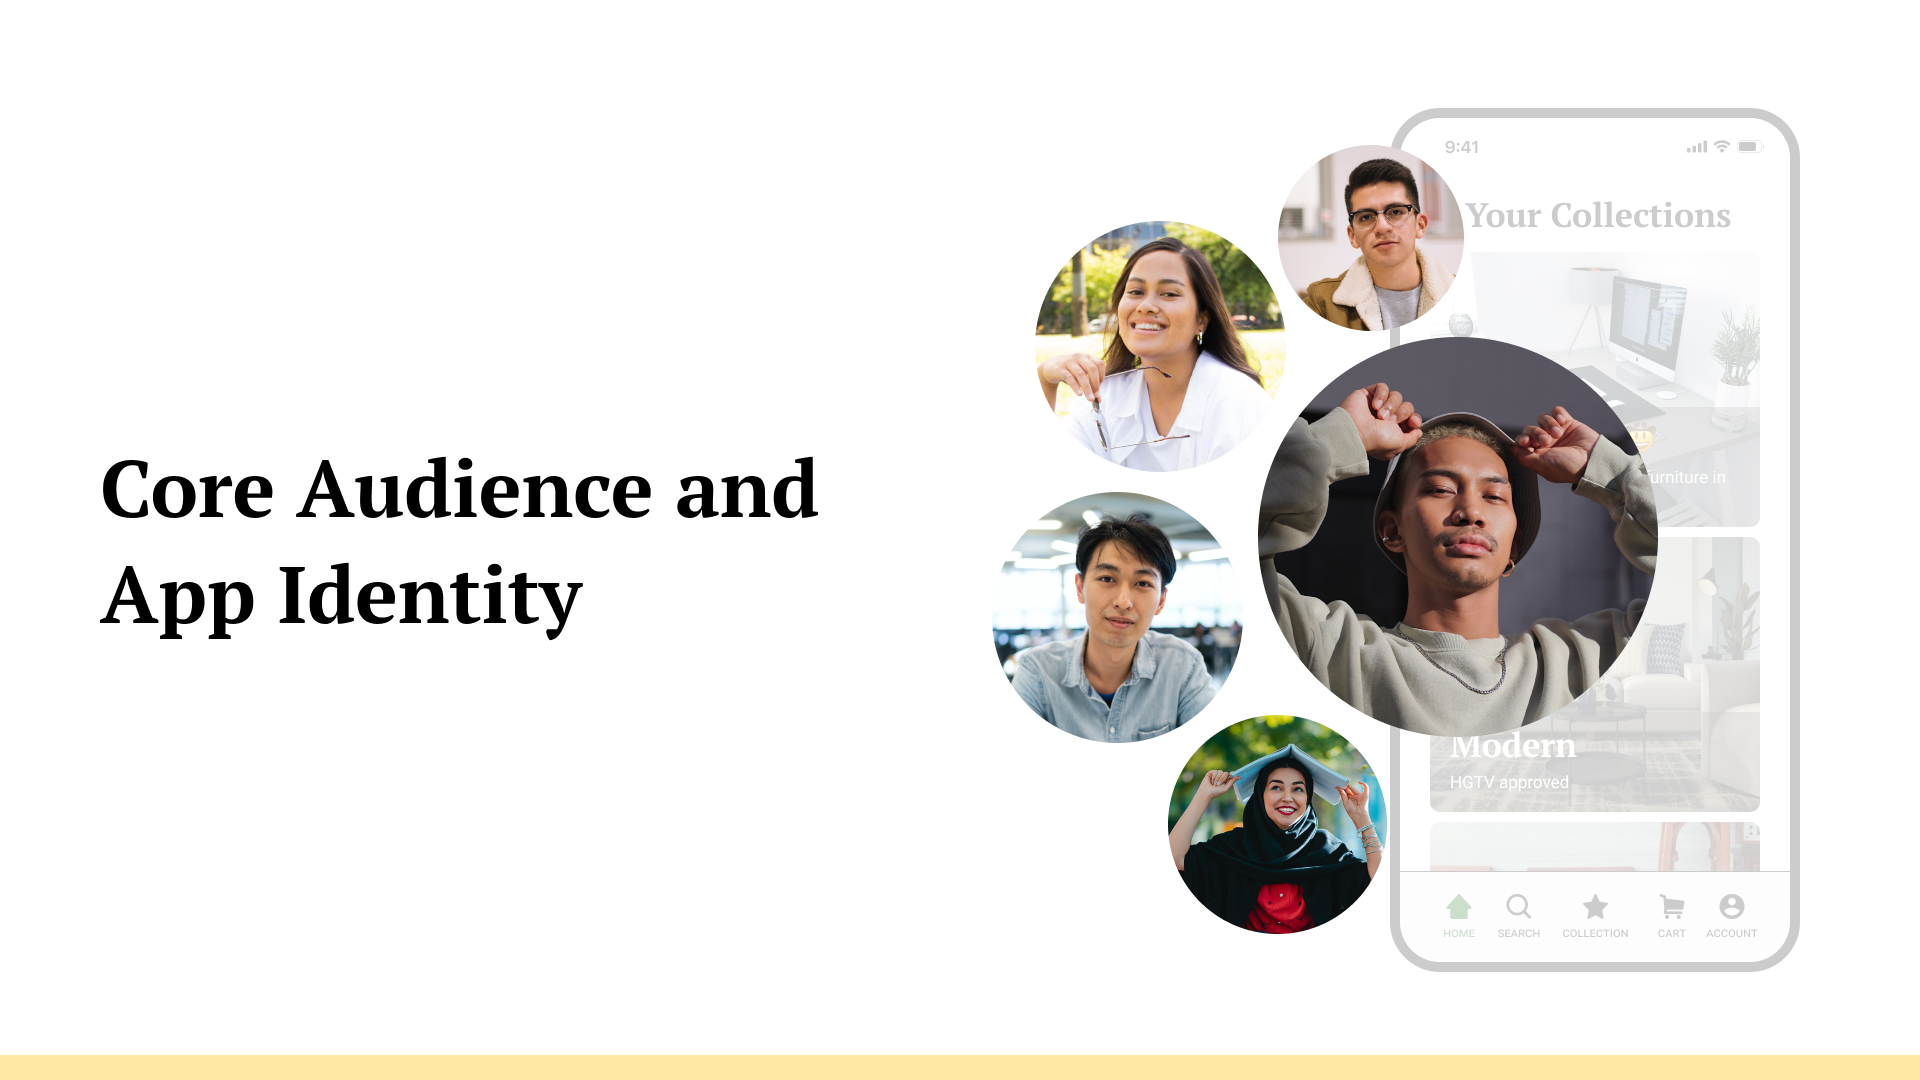 Core Audience and
App Identity
9:41
Your Collections
urniture in
Modern
HGTV approved
HOME
SEARCH
COLLECTION
CART
ACCOUNT